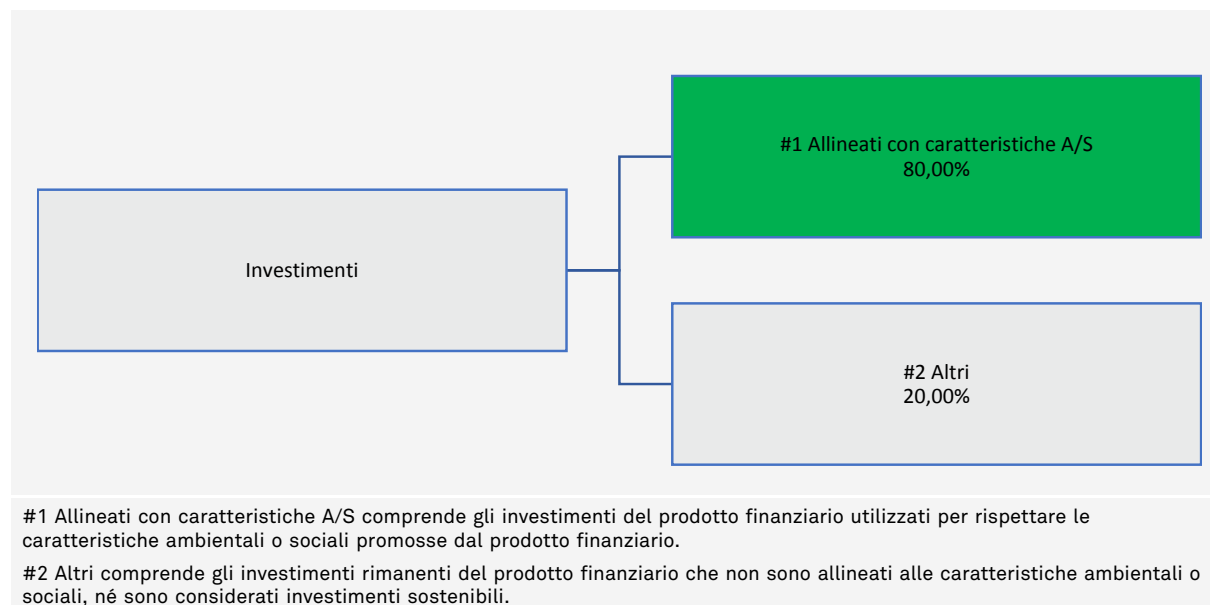 #1 Allineati con caratteristiche A/S
80,00%
Investimenti
#2 Altri
20,00%
#1 Allineati con caratteristiche A/S comprende gli investimenti del prodotto finanziario utilizzati per rispettare le
caratteristiche ambientali o sociali promosse dal prodotto finanziario.
#2 Altri comprende gli investimenti rimanenti del prodotto finanziario che non sono allineati alle caratteristiche ambientali o
sociali, né sono considerati investimenti sostenibili.